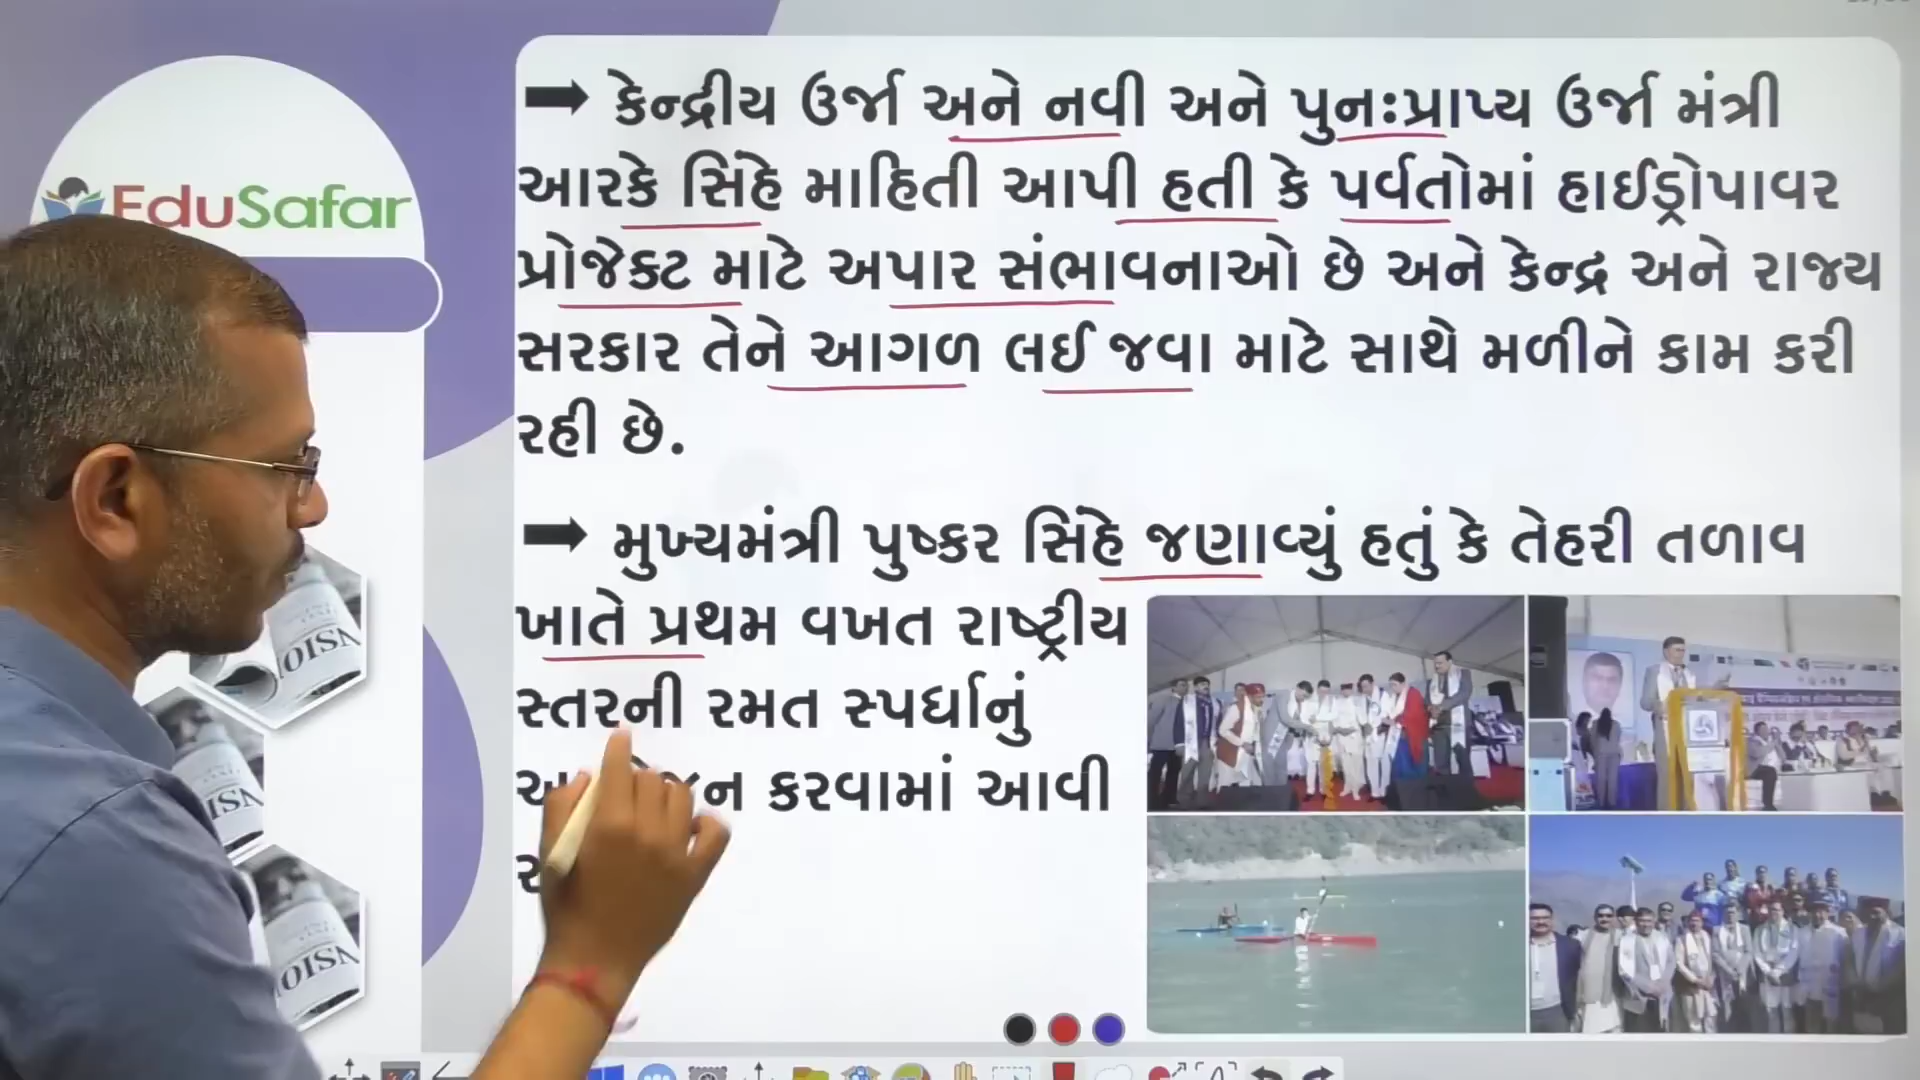 EduSafar
➡ કેન્દ્રીય ઉર્જા અને નવી અને પુનઃપ્રાપ્ય ઉર્જા મંત્રી
આરકે સિંહે માહિતી આપી હતી કે પર્વતોમાં હાઈડ્રોપાવર
પ્રોજેક્ટ માટે અપાર સંભાવનાઓ છે અને કેન્દ્ર અને રાજ્ય
સરકાર તેને આગળ લઈ જવા માટે સાથે મળીને કામ કરી
રહી છે.
➡ મુખ્યમંત્રી પુષ્કર સિંહે જણાવ્યું હતું કે તેહરી તળાવ
ખાતે પ્રથમ વખત રાષ્ટ્રીય
સ્તરની રમત સ્પર્ધાનું
કરવામાં આવી